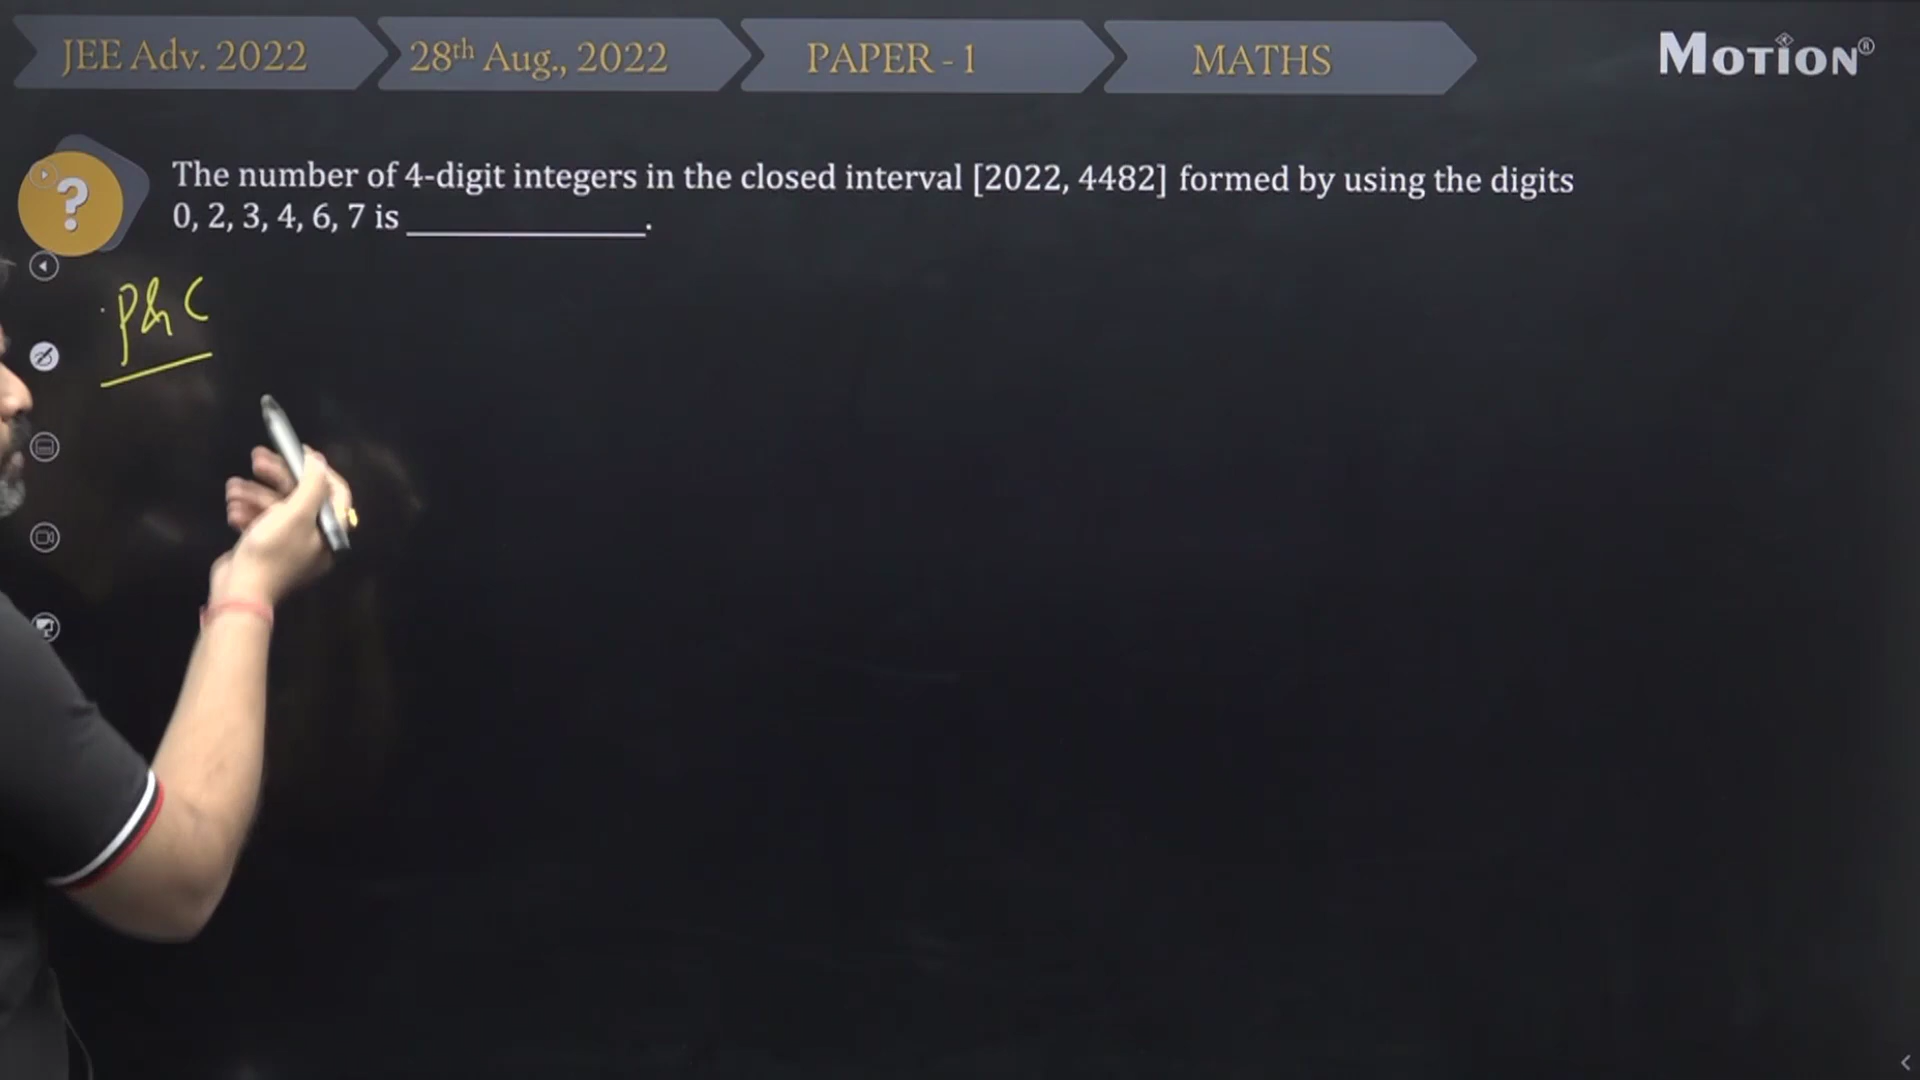 JEE Adv. 2022 28th Aug., 2022 PAPER - 1 MATHS MOTION®
? The number of 4-digit integers in the closed interval [2022, 4482] formed by using the digits
0, 2, 3, 4, 6, 7 is ______________.
P & C